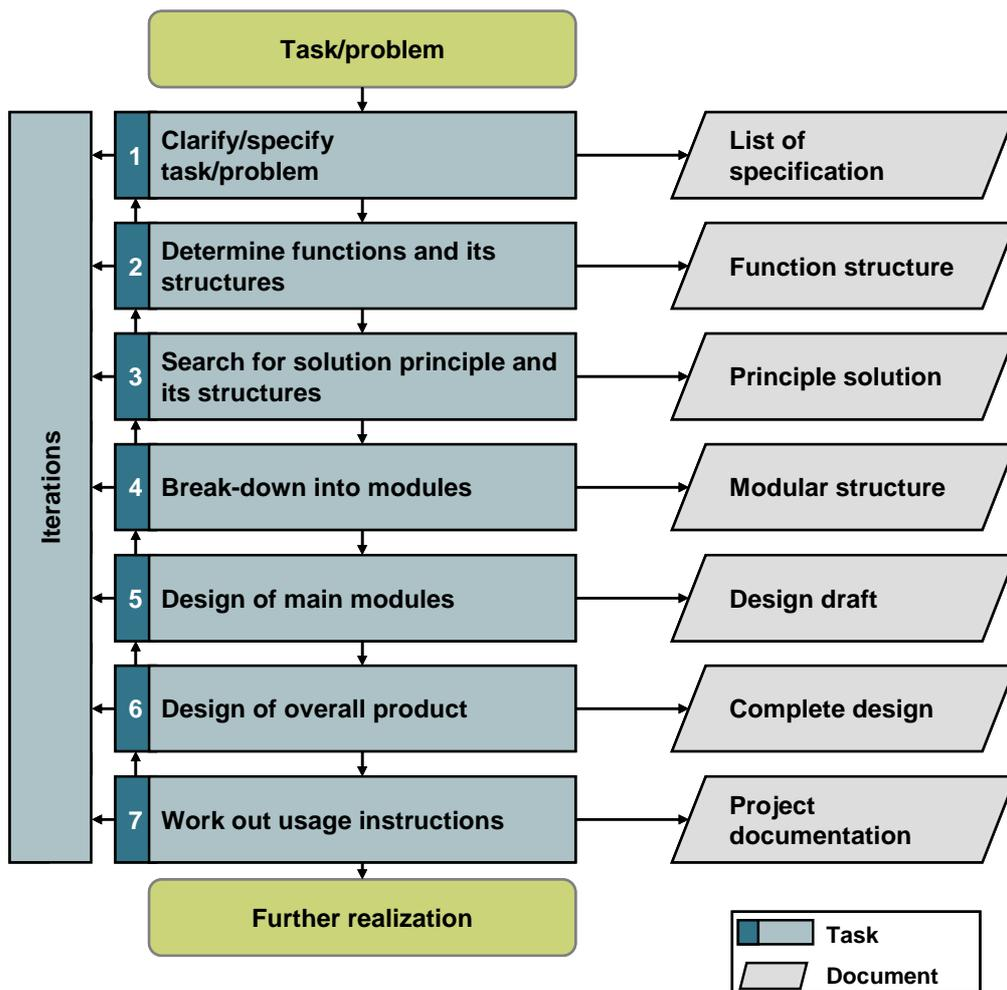 Task/problem
1
Clarify/specify
task/problem
List of
specification
2
Determine functions and its
structures
Function structure
3
Search for solution principle and
its structures
Principle solution
Iterations
4
Break-down into modules
Modular structure
5
Design of main modules
Design draft
6
Design of overall product
Complete design
7
Work out usage instructions
Project
documentation
Further realization
Task
Document